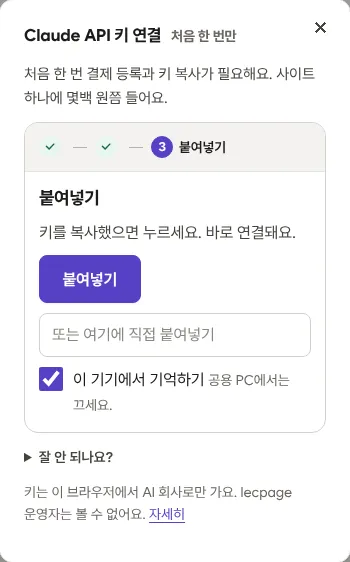 Claude API 키 연결 처음 한 번만
처음 한 번 결제 등록과 키 복사가 필요해요. 사이트
하나에 몇백 원쯤 들어요.
3 붙여넣기
붙여넣기
키를 복사했으면 누르세요. 바로 연결돼요.
붙여넣기
또는 여기에 직접 붙여넣기
이 기기에서 기억하기 공용 PC에서는
끄세요.
잘 안 되나요?
키는 이 브라우저에서 AI 회사로만 가요. lecpage
운영자는 볼 수 없어요. 자세히